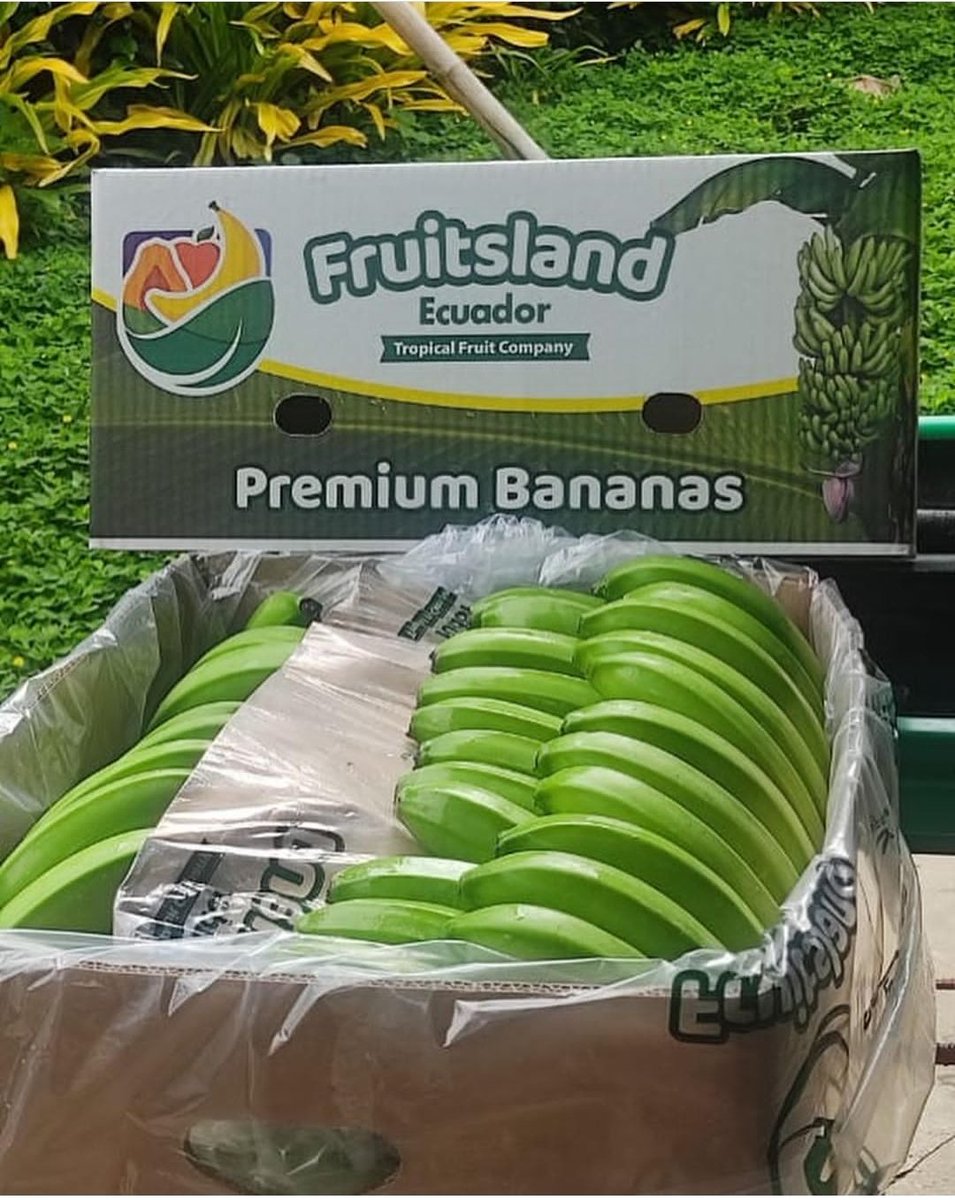 Fruitsland
Ecuador
Tropical Fruit Company
Premium Bananas